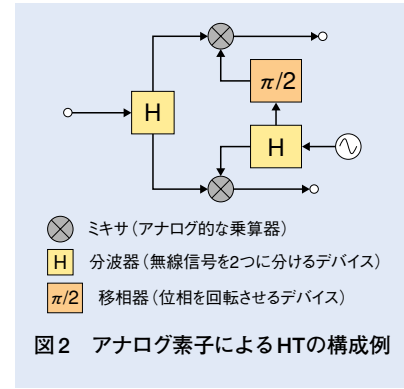 π/2
H
H
ミキサ(アナログ的な乗算器)
H 分波器(無線信号を2つに分けるデバイス)
π/2 移相器(位相を回転させるデバイス)
図2 アナログ素子によるHTの構成例